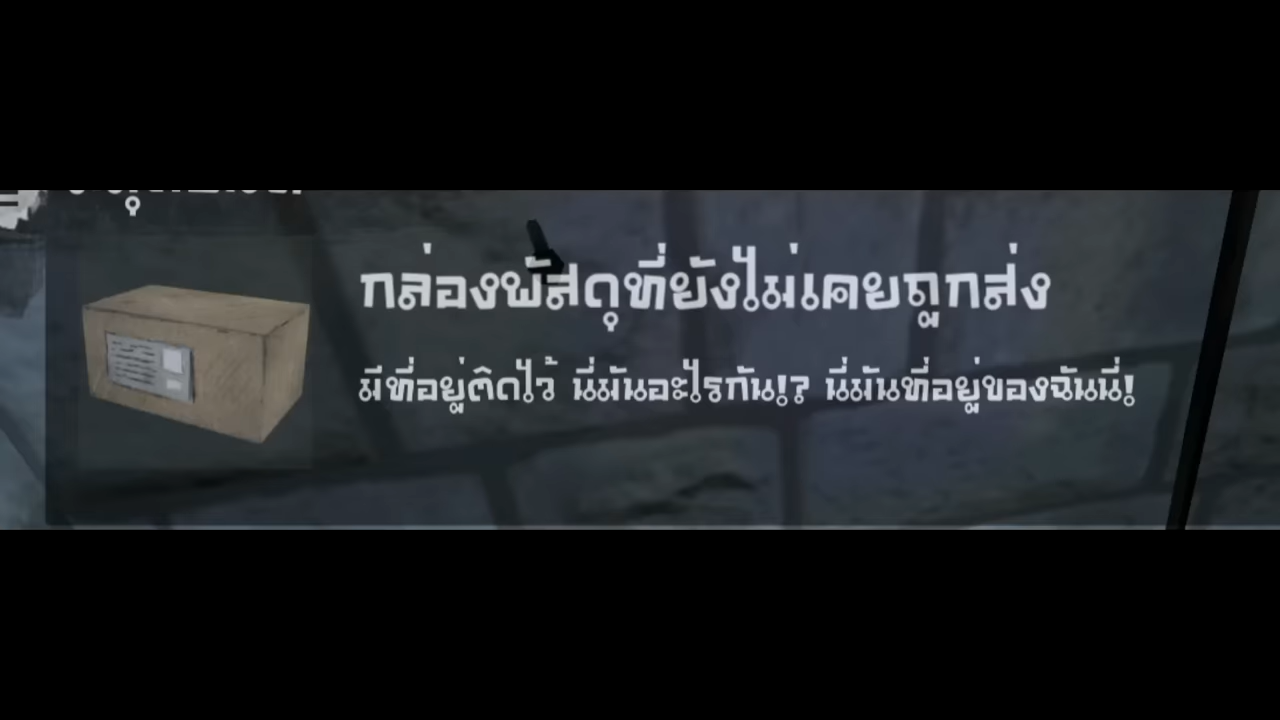 กล่องพัสดุที่ยังไม่เคยถูกส่ง
มีที่อยู่ติดไว้ นี่มันอะไรกัน!? นี่มันที่อยู่ของฉันนี่!